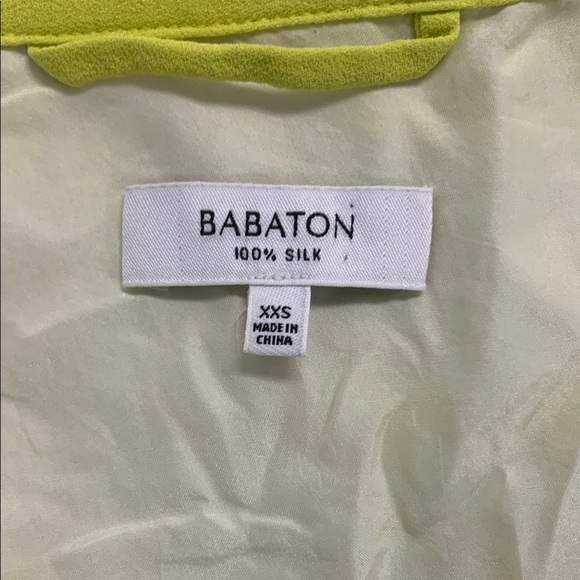 BABATON
100% SILK
XXS
MADE IN
CHINA